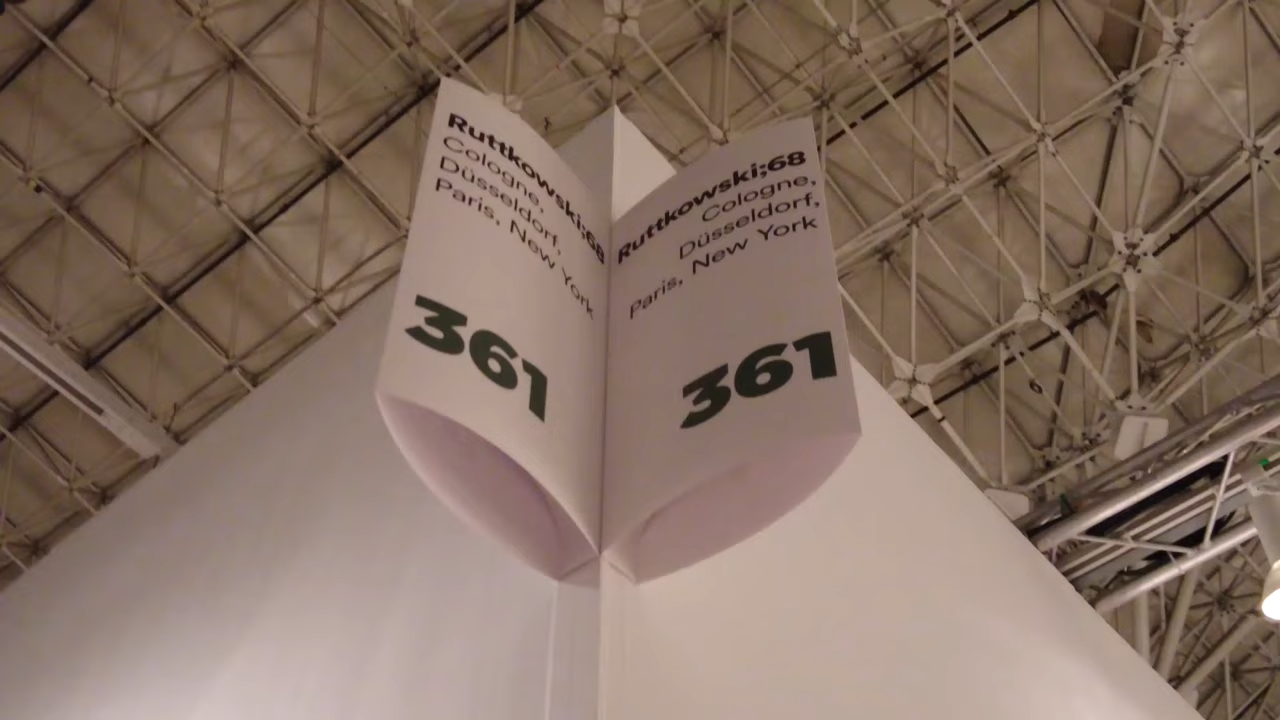 Ruttkowski;68
Cologne,
Düsseldorf,
Paris, New York
361
Ruttkowski;68
Cologne,
Düsseldorf,
Paris, New York
361